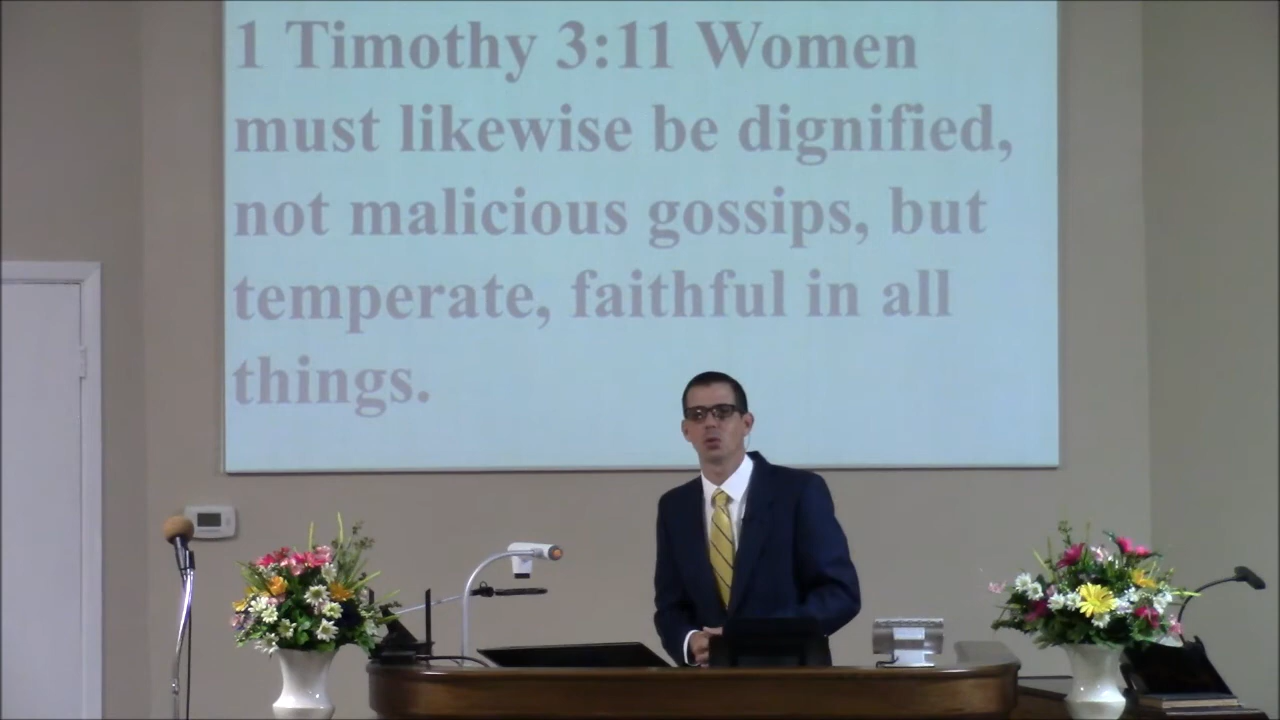 1 Timothy 3:11 Women
must likewise be dignified,
not malicious gossips, but
temperate, faithful in all
things.